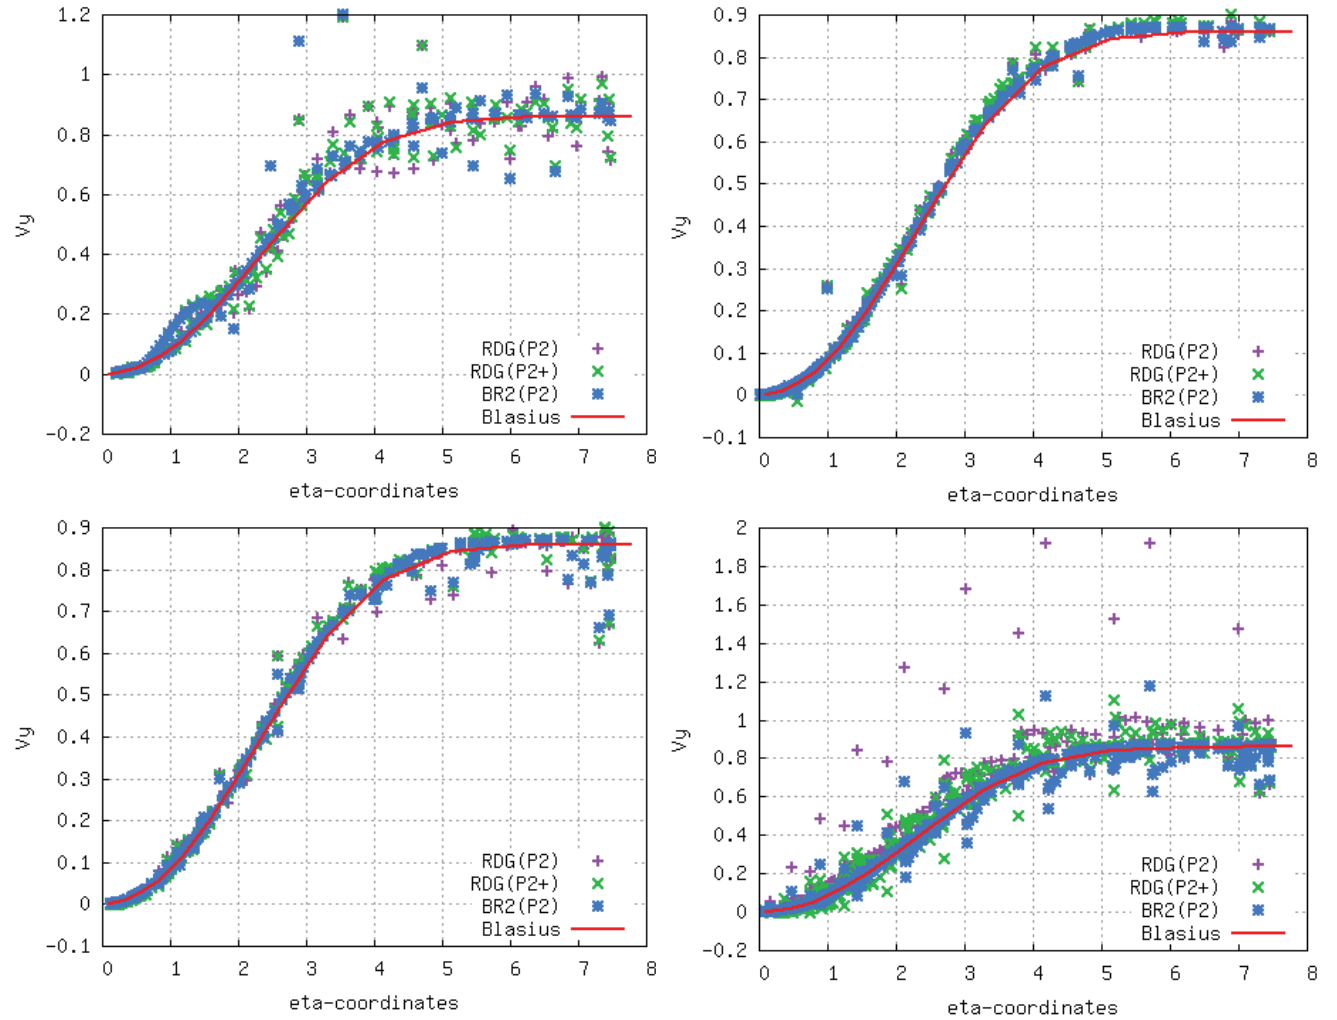 1.2
1
0.8
0.6
0.4
0.2
0
-0.2
Vy
RDG(P2)
RDG(P2+)
BR2(P2)
Blasius
0 1 2 3 4 5 6 7 8
eta-coordinates
0.9
0.8
0.7
0.6
0.5
0.4
0.3
0.2
0.1
0
-0.1
Vy
RDG(P2)
RDG(P2+)
BR2(P2)
Blasius
0 1 2 3 4 5 6 7 8
eta-coordinates
0.9
0.8
0.7
0.6
0.5
0.4
0.3
0.2
0.1
0
-0.1
Vy
RDG(P2)
RDG(P2+)
BR2(P2)
Blasius
0 1 2 3 4 5 6 7 8
eta-coordinates
2
1.8
1.6
1.4
1.2
1
0.8
0.6
0.4
0.2
0
-0.2
Vy
RDG(P2)
RDG(P2+)
BR2(P2)
Blasius
0 1 2 3 4 5 6 7 8
eta-coordinates